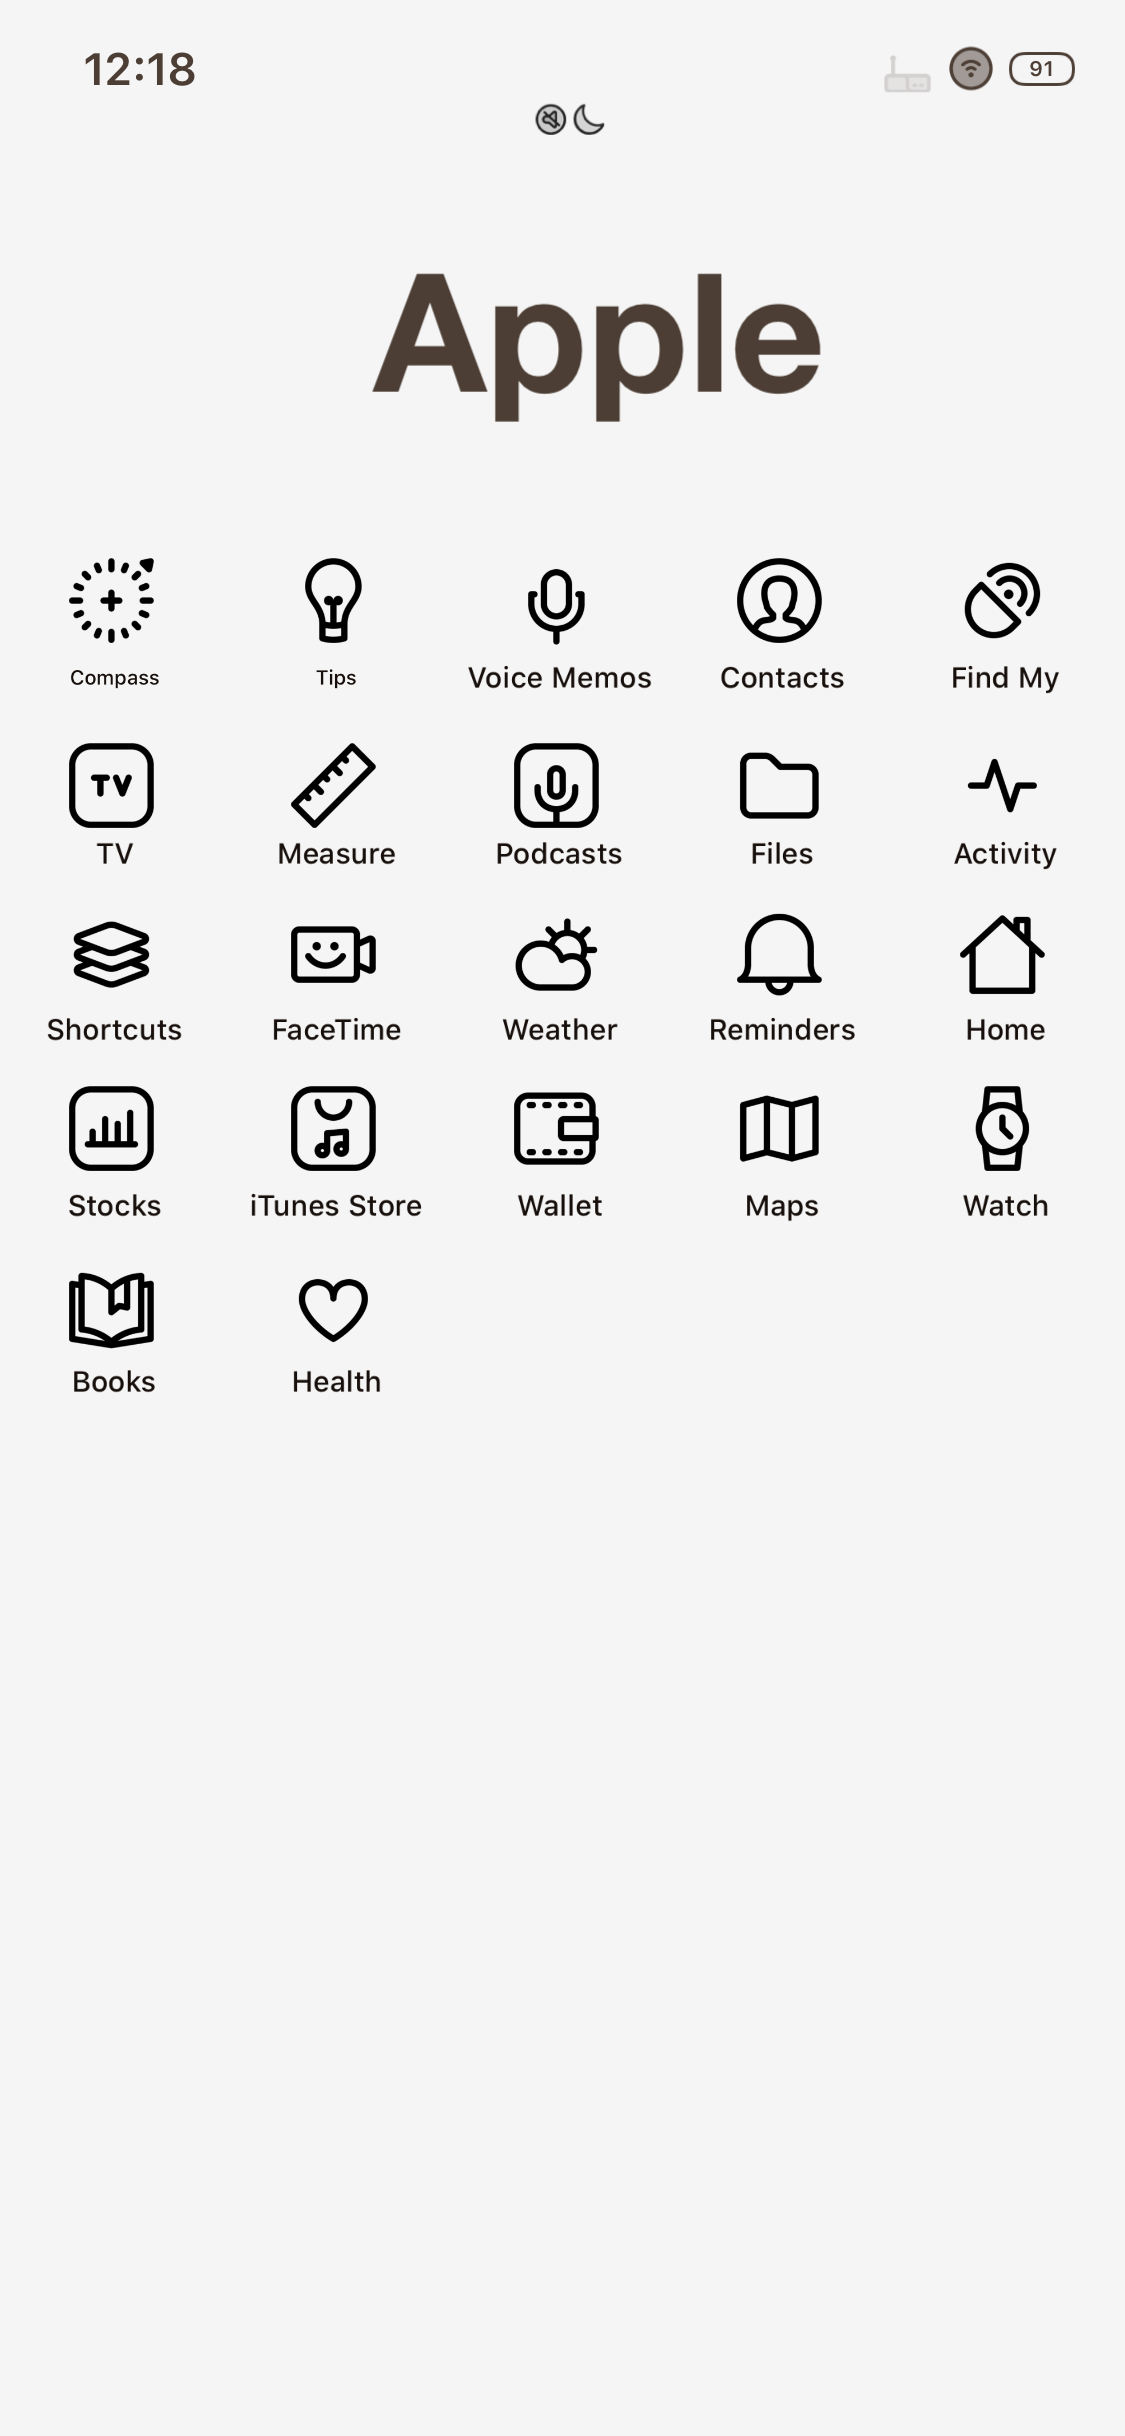 12:18
91
Apple
Compass Tips Voice Memos Contacts Find My
TV
TV Measure Podcasts Files Activity
Shortcuts FaceTime Weather Reminders Home
Stocks iTunes Store Wallet Maps Watch
Books Health